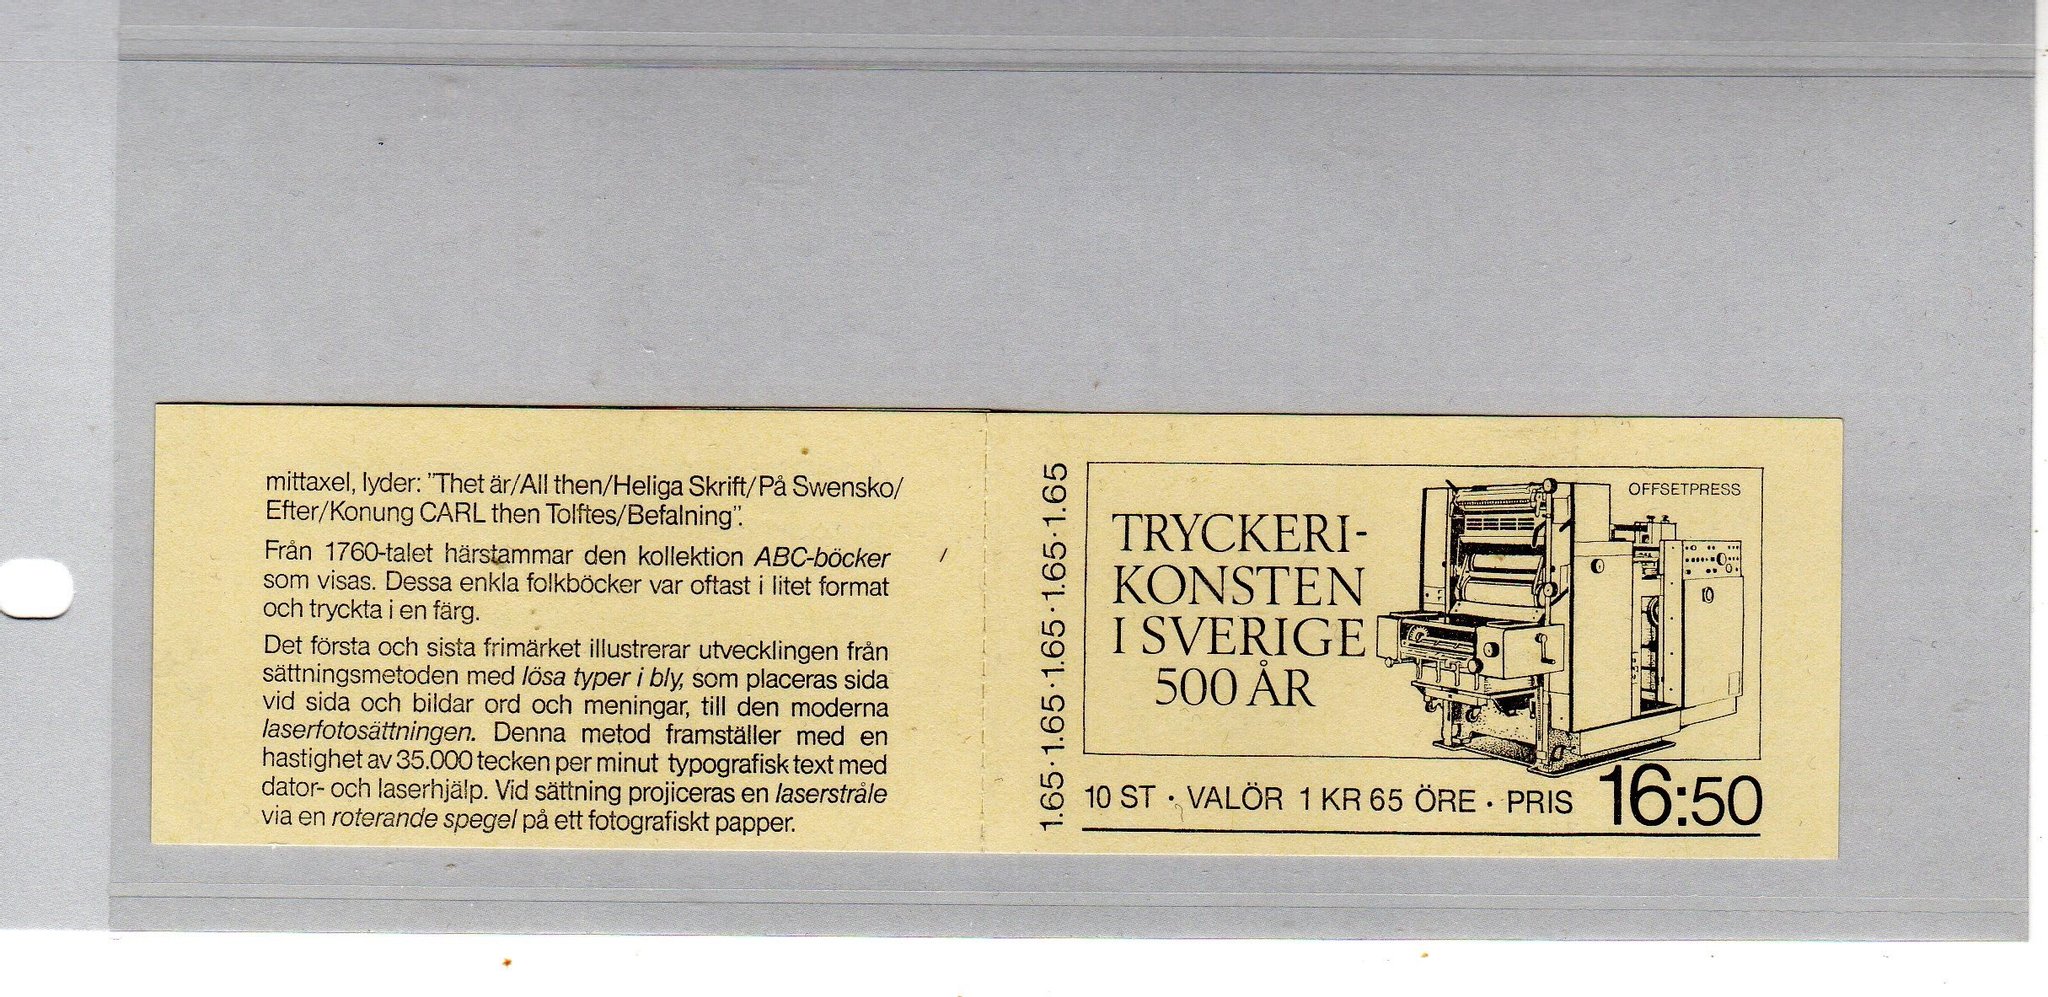 mittaxel, lyder: "Thet är/All then/Heliga Skrift/På Swensko/
Efter/Konung CARL then Tolftes/Befalning".
Från 1760-talet härstammar den kollektion ABC-böcker
som visas. Dessa enkla folkböcker var oftast i litet format
och tryckta i en färg.
Det första och sista frimärket illustrerar utvecklingen från
sättningsmetoden med lösa typer i bly, som placeras sida
vid sida och bildar ord och meningar, till den moderna
laserfotosättningen. Denna metod framställer med en
hastighet av 35.000 tecken per minut typografisk text med
dator- och laserhjälp. Vid sättning projiceras en laserstråle
via en roterande spegel på ett fotografiskt papper.
1.65·1.65·1.65·1.65·1.65
OFFSETPRESS
TRYCKERI-
KONSTEN
I SVERIGE
500 ÅR
10 ST · VALÖR 1 KR 65 ÖRE · PRIS 16:50